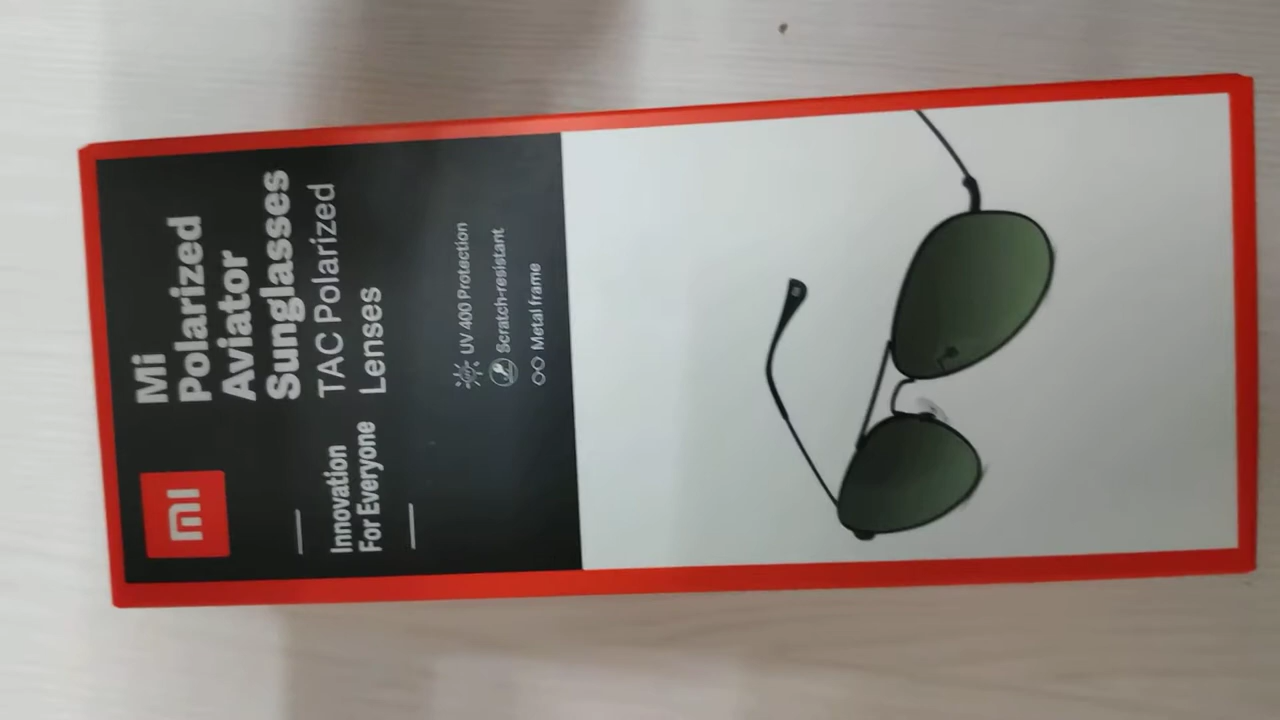 mi
Innovation
For Everyone
Mi
Polarized
Aviator
Sunglasses
TAC Polarized
Lenses
UV 400 Protection
Scratch-resistant
Metal frame